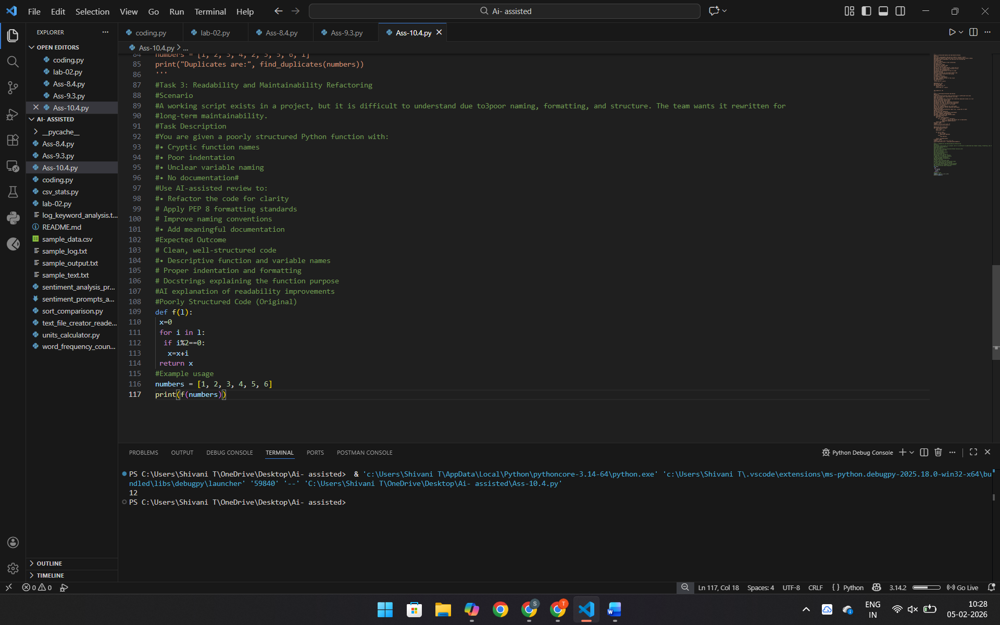 File Edit Selection View Go Run Terminal Help
Ai- assisted
EXPLORER
OPEN EDITORS
coding.py
lab-02.py
Ass-8.4.py
Ass-9.3.py
Ass-10.4.py
AI- ASSISTED
__pycache__
Ass-8.4.py
Ass-9.3.py
Ass-10.4.py
coding.py
csv_stats.py
lab-02.py
log_keyword_analysis.t...
README.md
sample_data.csv
sample_log.txt
sample_output.txt
sample_text.txt
sentiment_analysis_pr...
sentiment_prompts_a...
sort_comparison.py
text_file_creator_reade...
units_calculator.py
word_frequency_coun...
OUTLINE
TIMELINE
coding.py lab-02.py Ass-8.4.py Ass-9.3.py Ass-10.4.py
Ass-10.4.py > ...
84 numbers = [1, 2, 3, 4, 2, 3, 5, 6, 1]
85 print("Duplicates are:", find_duplicates(numbers))
86 '''
87 #Task 3: Readability and Maintainability Refactoring
88 #Scenario
89 #A working script exists in a project, but it is difficult to understand due to3poor naming, formatting, and structure. The team wants it rewritten for
90 #long-term maintainability.
91 #Task Description
92 #You are given a poorly structured Python function with:
93 #• Cryptic function names
94 #• Poor indentation
95 #• Unclear variable naming
96 #• No documentation#
97 #Use AI-assisted review to:
98 #• Refactor the code for clarity
99 # Apply PEP 8 formatting standards
100 # Improve naming conventions
101 #• Add meaningful documentation
102 #Expected Outcome
103 # Clean, well-structured code
104 #• Descriptive function and variable names
105 # Proper indentation and formatting
106 # Docstrings explaining the function purpose
107 #AI explanation of readability improvements
108 #Poorly Structured Code (Original)
109 def f(l):
110 x=0
111 for i in l:
112 if i%2==0:
113 x=x+i
114 return x
115 #Example usage
116 numbers = [1, 2, 3, 4, 5, 6]
117 print(f(numbers))
PROBLEMS OUTPUT DEBUG CONSOLE TERMINAL PORTS POSTMAN CONSOLE
Python Debug Console
PS C:\Users\Shivani T\OneDrive\Desktop\Ai- assisted> & 'c:\Users\Shivani T\AppData\Local\Python\pythoncore-3.14-64\python.exe' 'c:\Users\Shivani T\.vscode\extensions\ms-python.debugpy-2025.18.0-win32-x64\bu
ndled\libs\debugpy\launcher' '59840' '--' 'C:\Users\Shivani T\OneDrive\Desktop\Ai- assisted\Ass-10.4.py'
12
PS C:\Users\Shivani T\OneDrive\Desktop\Ai- assisted>
0 0
Ln 117, Col 18 Spaces: 4 UTF-8 CRLF { } Python 3.14.2 Go Live
S
T
ENG
IN
10:28
05-02-2026